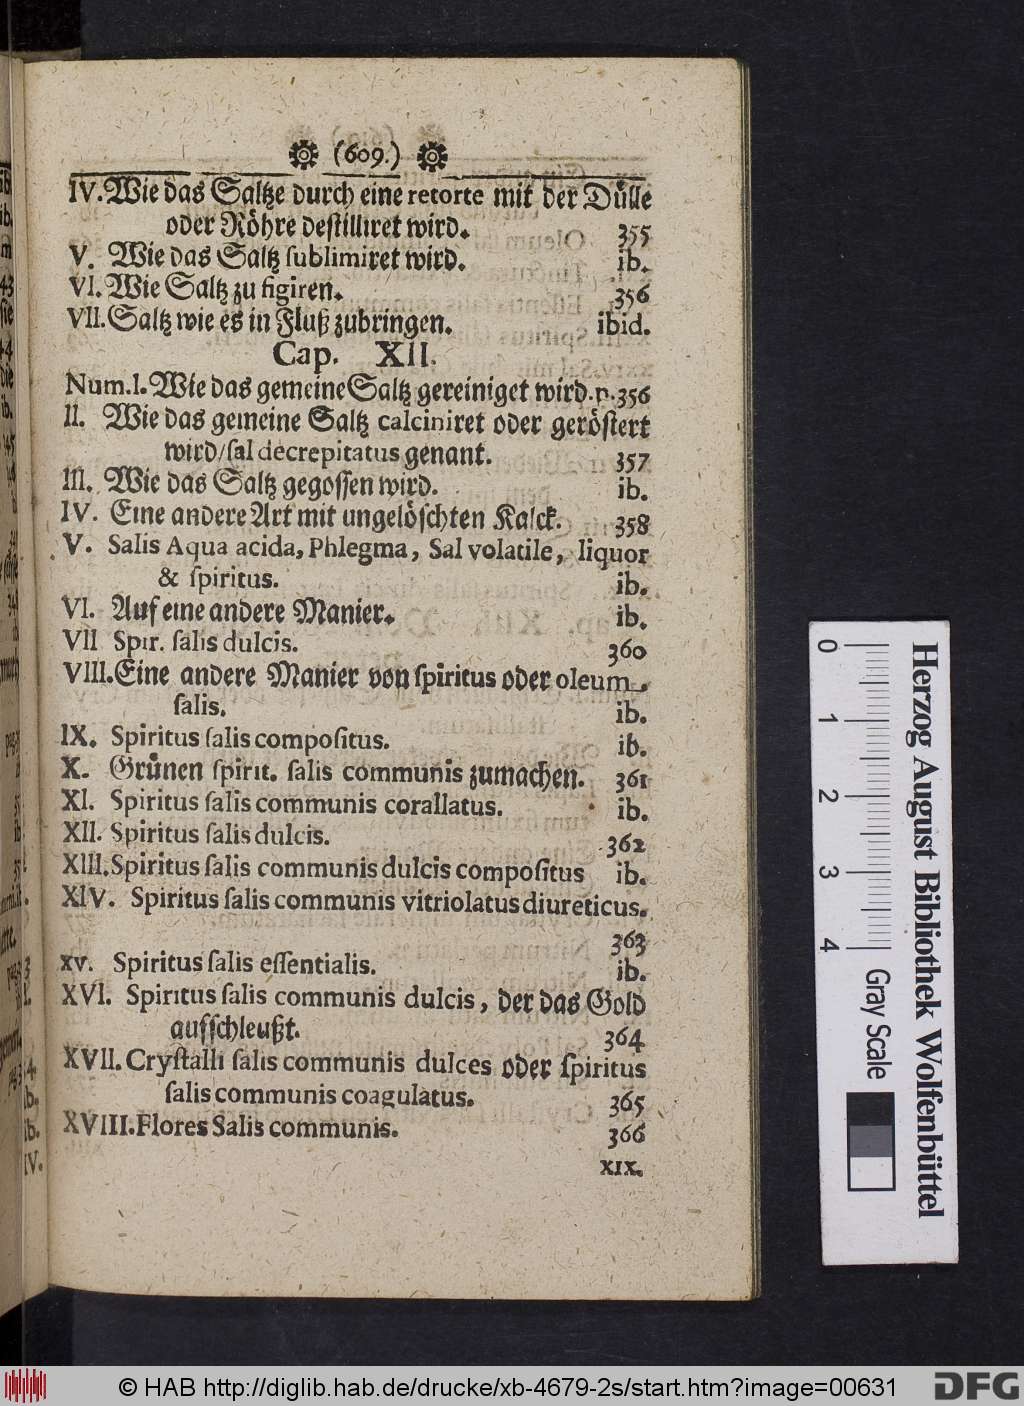 (609.)
IV. Wie das Saltze durch eine retorte mit der Dülle
oder Röhre destilliret wird. 355
V. Wie das Saltz sublimiret wird. ib.
VI. Wie Saltz zu figiren. 356
VII. Saltz wie es in Fluß zubringen. ibid.
Cap. XII.
Num. I. Wie das gemeine Saltz gereiniget wird. p. 356
II. Wie das gemeine Saltz calciniret oder geröstert
wird/ sal decrepitatus genant. 357
III. Wie das Saltz gegossen wird. ib.
IV. Eine andere Art mit ungelöschten Kalck. 358
V. Salis Aqua acida, Phlegma, Sal volatile, liquor
& spiritus. ib.
VI. Auf eine andere Manier. ib.
VII Spir. salis dulcis. 360
VIII. Eine andere Manier von spiritus oder oleum
salis. ib.
IX. Spiritus salis compositus. ib.
X. Grünen spirit. salis communis zumachen. 361
XI. Spiritus salis communis corallatus. ib.
XII. Spiritus salis dulcis. 362
XIII. Spiritus salis communis dulcis compositus ib.
XIV. Spiritus salis communis vitriolatus diureticus.
363
XV. Spiritus salis essentialis. ib.
XVI. Spiritus salis communis dulcis, der das Gold
aufschleußt. 364
XVII. Crystalli salis communis dulces oder spiritus
salis communis coagulatus. 365
XVIII. Flores Salis communis. 366
XIX.
Herzog August Bibliothek Wolfenbüttel
0 1 2 3 4 Gray Scale
© HAB http://diglib.hab.de/drucke/xb-4679-2s/start.htm?image=00631
DFG